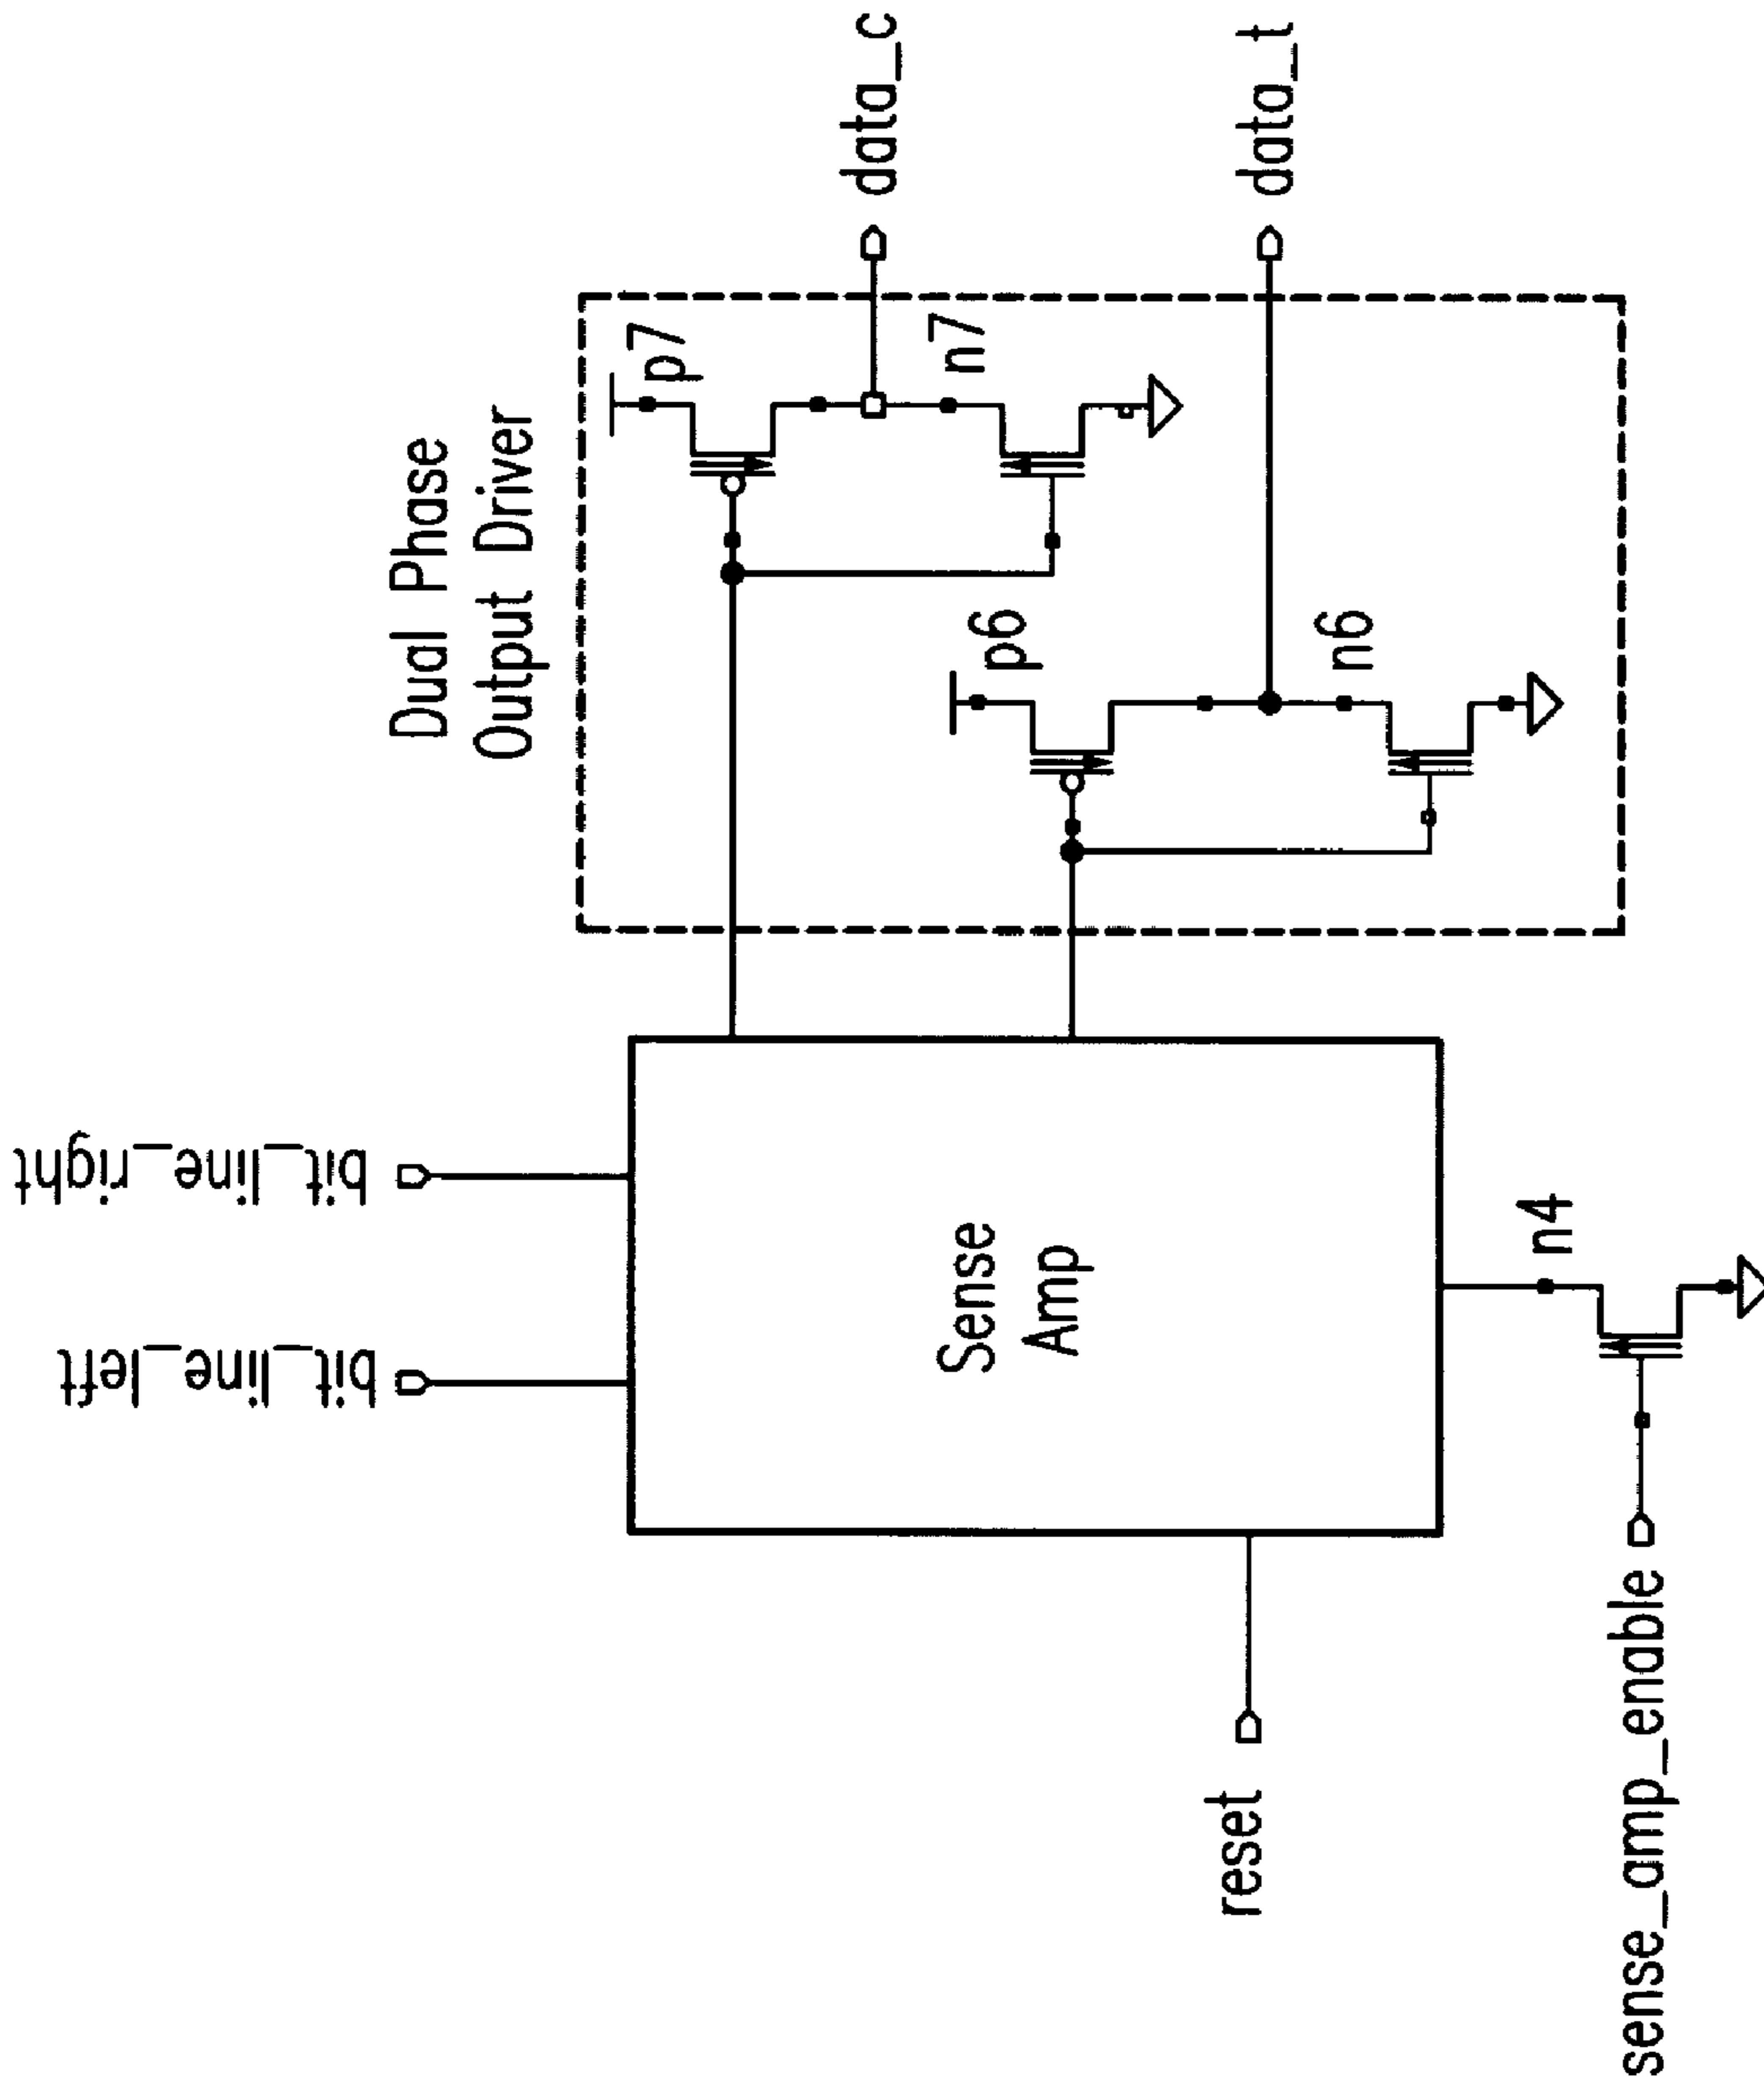 Dual Phase
Output Driver
bit_line_left
bit_line_right
p7
data_c
n7
p6
data_t
n6
Sense
Amp
reset
n4
sense_amp_enable